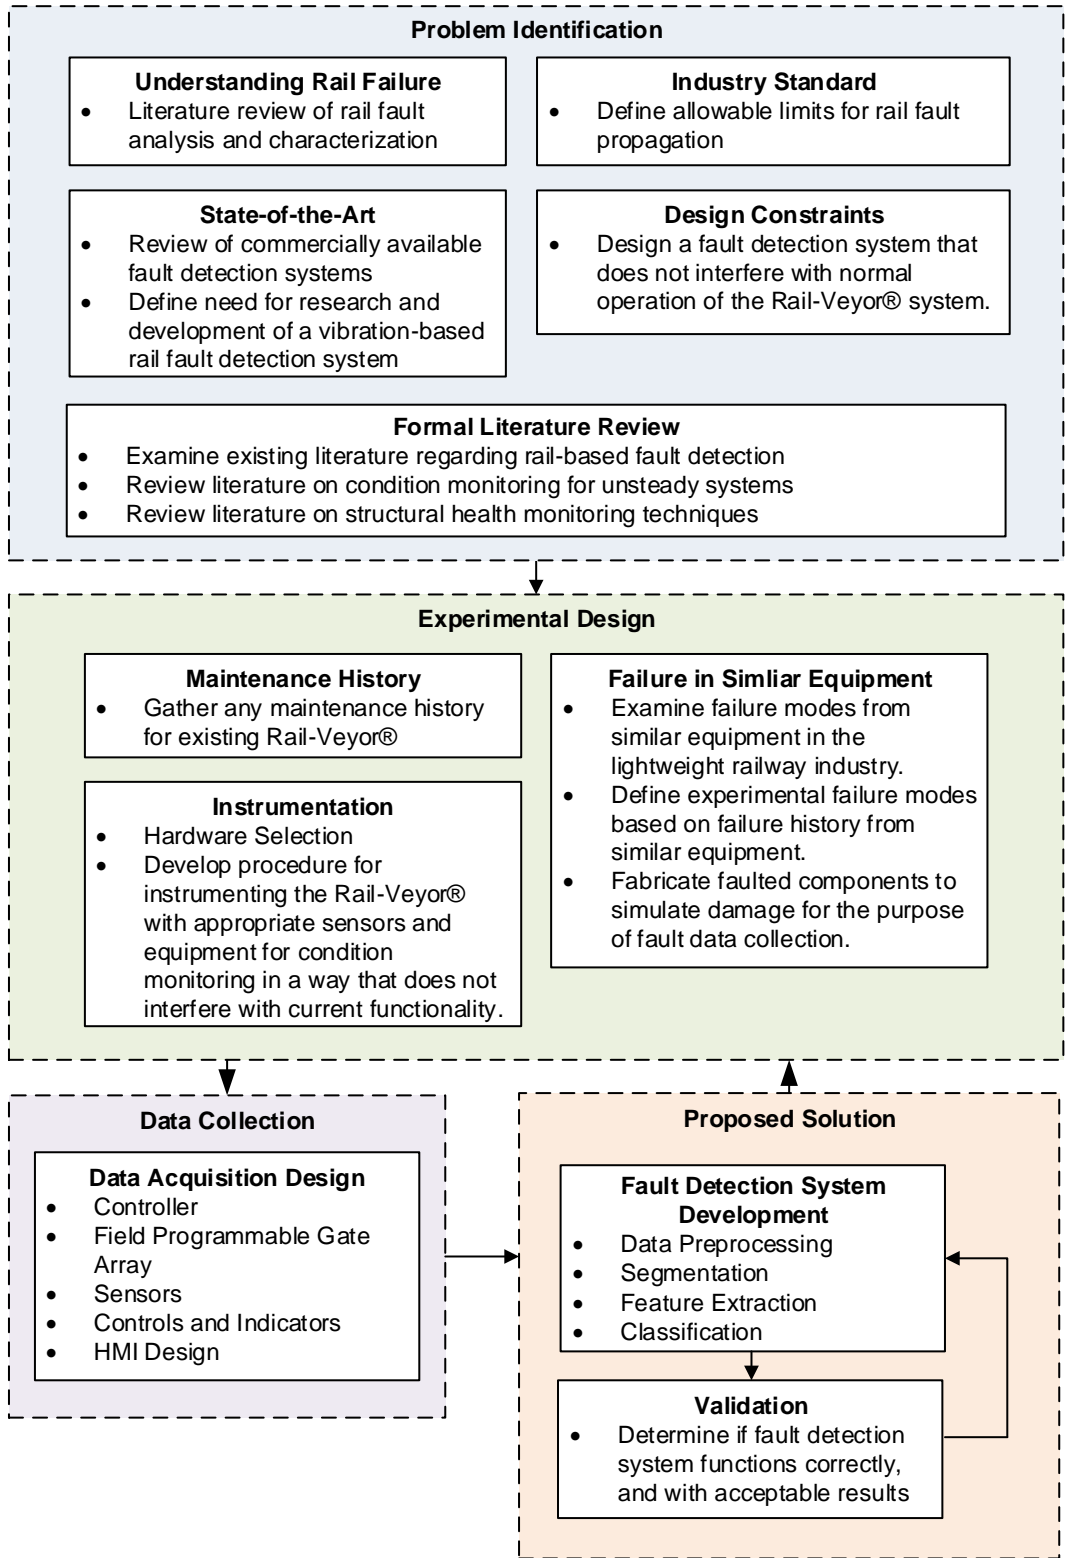 Problem Identification
Understanding Rail Failure
• Literature review of rail fault
analysis and characterization
Industry Standard
• Define allowable limits for rail fault
propagation
State-of-the-Art
• Review of commercially available
fault detection systems
• Define need for research and
development of a vibration-based
rail fault detection system
Design Constraints
• Design a fault detection system that
does not interfere with normal
operation of the Rail-Veyor® system.
Formal Literature Review
• Examine existing literature regarding rail-based fault detection
• Review literature on condition monitoring for unsteady systems
• Review literature on structural health monitoring techniques
Experimental Design
Maintenance History
• Gather any maintenance history
for existing Rail-Veyor®
Instrumentation
• Hardware Selection
• Develop procedure for
instrumenting the Rail-Veyor®
with appropriate sensors and
equipment for condition
monitoring in a way that does not
interfere with current functionality.
Failure in Simliar Equipment
• Examine failure modes from
similar equipment in the
lightweight railway industry.
• Define experimental failure modes
based on failure history from
similar equipment.
• Fabricate faulted components to
simulate damage for the purpose
of fault data collection.
Data Collection
Data Acquisition Design
• Controller
• Field Programmable Gate
Array
• Sensors
• Controls and Indicators
• HMI Design
Proposed Solution
Fault Detection System
Development
• Data Preprocessing
• Segmentation
• Feature Extraction
• Classification
Validation
• Determine if fault detection
system functions correctly,
and with acceptable results